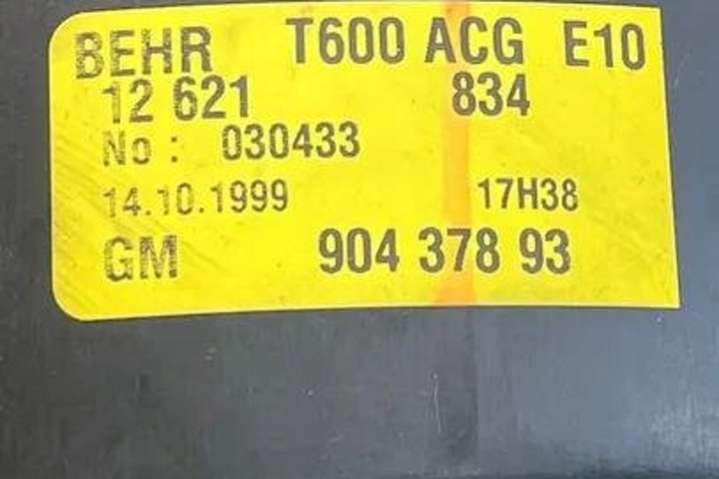 BEHR T600 ACG E10
12 621 834
No : 030433
14.10.1999 17H38
GM 904 378 93